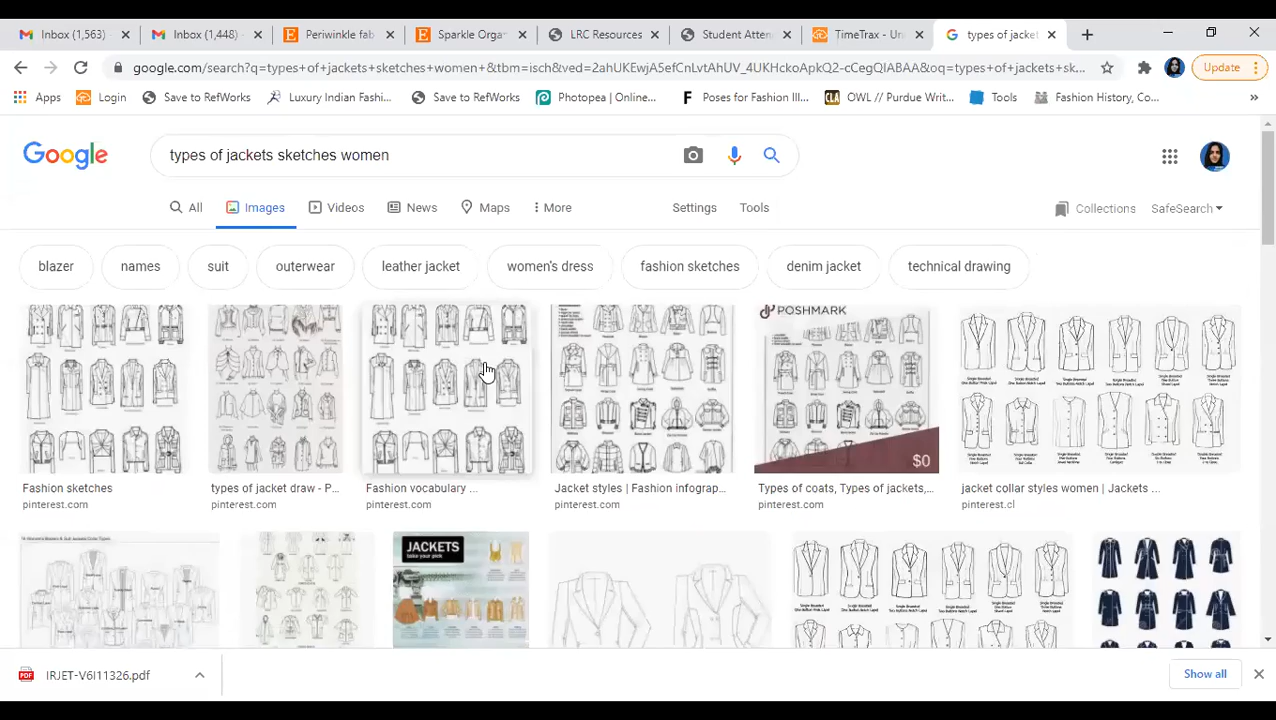 Inbox (1,563)
Inbox (1,448)
Periwinkle fab
Sparkle Orga
LRC Resources
Student Atten
TimeTrax - Un
types of jacket
google.com/search?q=types+of+jackets+sketches+women+&tbm=isch&ved=2ahUKEwjA5efCnLvtAhUV_4UKHckoApkQ2-cCegQIABAA&oq=types+of+jackets+sk...
Update
Apps
Login
Save to RefWorks
Luxury Indian Fashi...
Save to RefWorks
Photopea | Online...
Poses for Fashion Ill...
OWL // Purdue Writ...
Tools
Fashion History, Co...
Google
types of jackets sketches women
All
Images
Videos
News
Maps
More
Settings
Tools
Collections
SafeSearch
blazer
names
suit
outerwear
leather jacket
women's dress
fashion sketches
denim jacket
technical drawing
POSHMARK
$0
Fashion sketches
pinterest.com
types of jacket draw - P...
pinterest.com
Fashion vocabulary ...
pinterest.com
Jacket styles | Fashion infograp...
pinterest.com
Types of coats, Types of jackets,...
pinterest.com
jacket collar styles women | Jackets ...
pinterest.cl
JACKETS
take your pick
IRJET-V6I11326.pdf
Show all